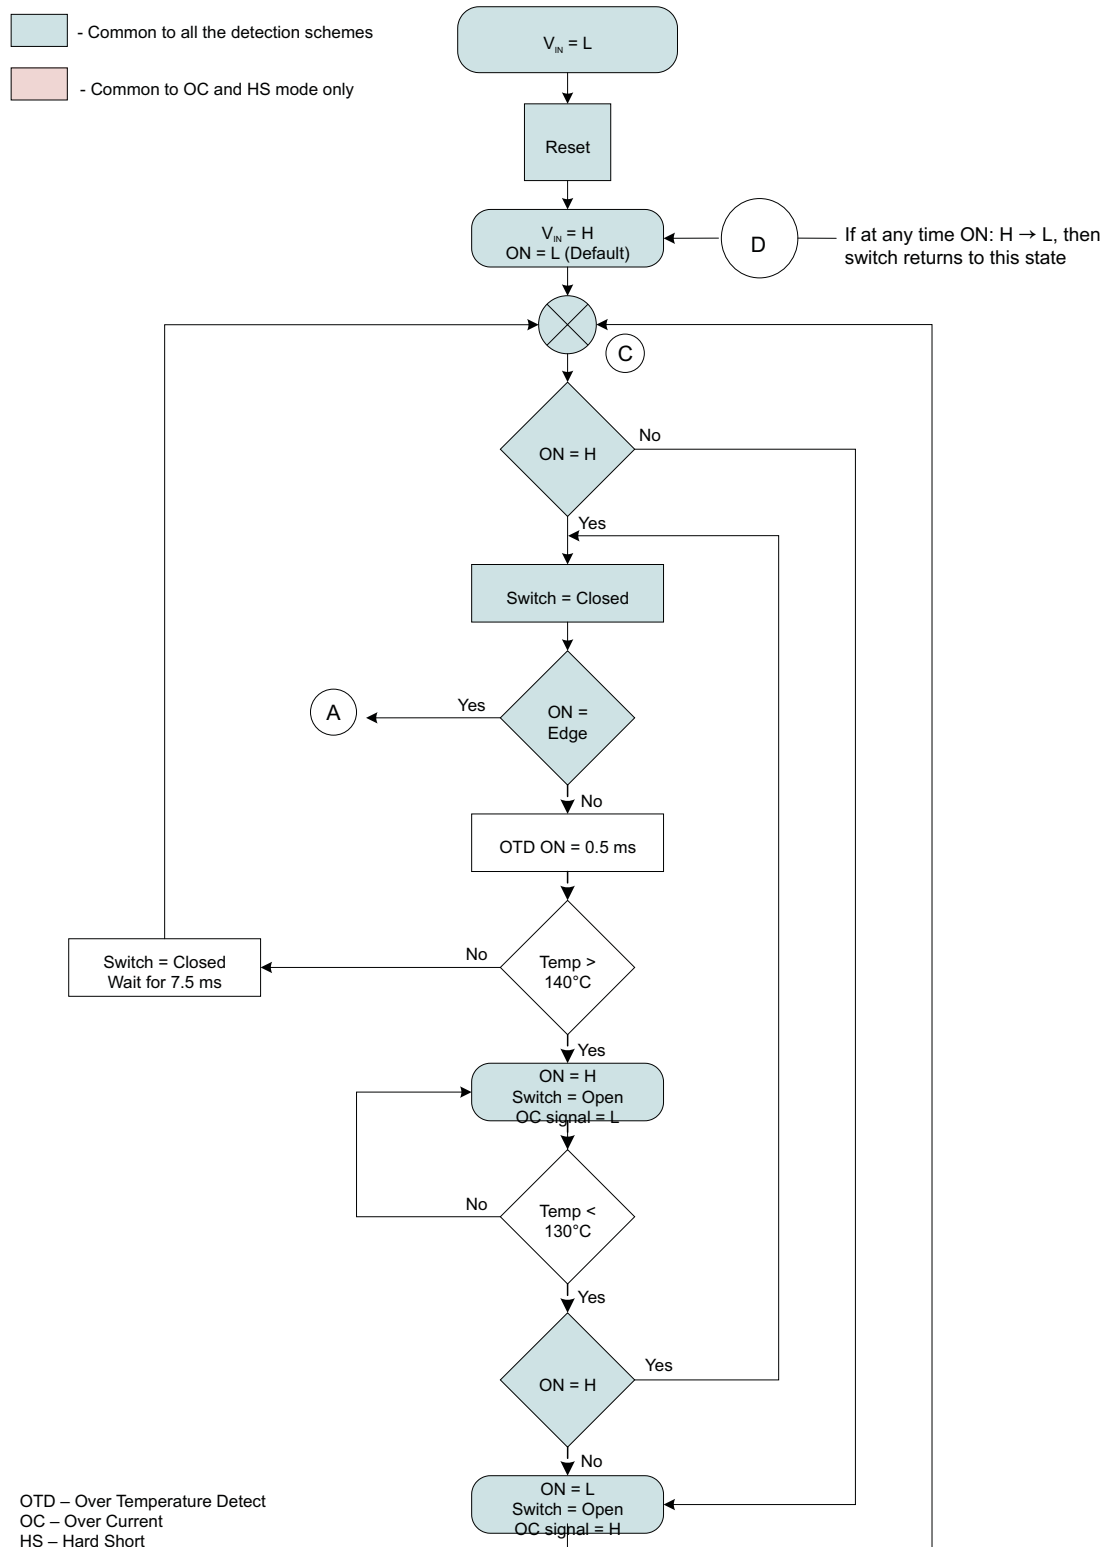 - Common to all the detection schemes
- Common to OC and HS mode only
VIN = L
Reset
VIN = H
ON = L (Default)
D
If at any time ON: H → L, then
switch returns to this state
C
ON = H
No
Yes
Switch = Closed
A
Yes
ON =
Edge
No
OTD ON = 0.5 ms
Switch = Closed
Wait for 7.5 ms
No
Temp >
140°C
Yes
ON = H
Switch = Open
OC signal = L
No
Temp <
130°C
Yes
ON = H
Yes
No
ON = L
Switch = Open
OC signal = H
OTD – Over Temperature Detect
OC – Over Current
HS – Hard Short